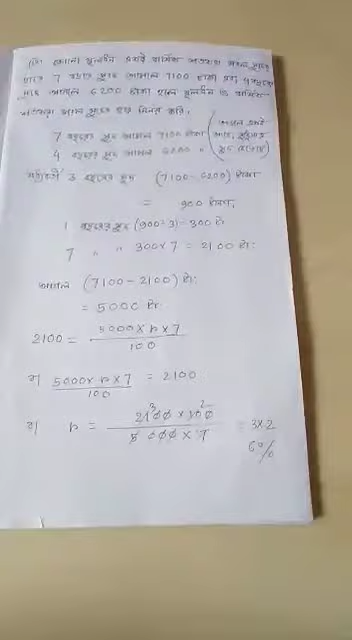 কোনো মূলধন একই বার্ষিক শতকরা সরল সুদের
হারে 7 বছরে সুদে আসলে 7100 টাকা এবং 4 বছরে
সুদে আসলে 6200 টাকা হলে মূলধন ও বার্ষিক
শতকরা সরল সুদের হার নির্ণয় করি।
7 বছরের সুদ আসল 7100 টাকা
4 বছরের সুদ আসল 6200 "
3 বছরের সুদ (7100-6200) টাকা
= 900 টাকা,
1 বছরের সুদ (900÷3)= 300 টা
7 " " 300×7 = 2100 টা:
আসল (7100-2100) টা:
= 5000 টা:
2100 = 5000×r×7
100
বা 5000×r×7 = 2100
100
বা r = 2100×100 = 3×2
5000×7 6%